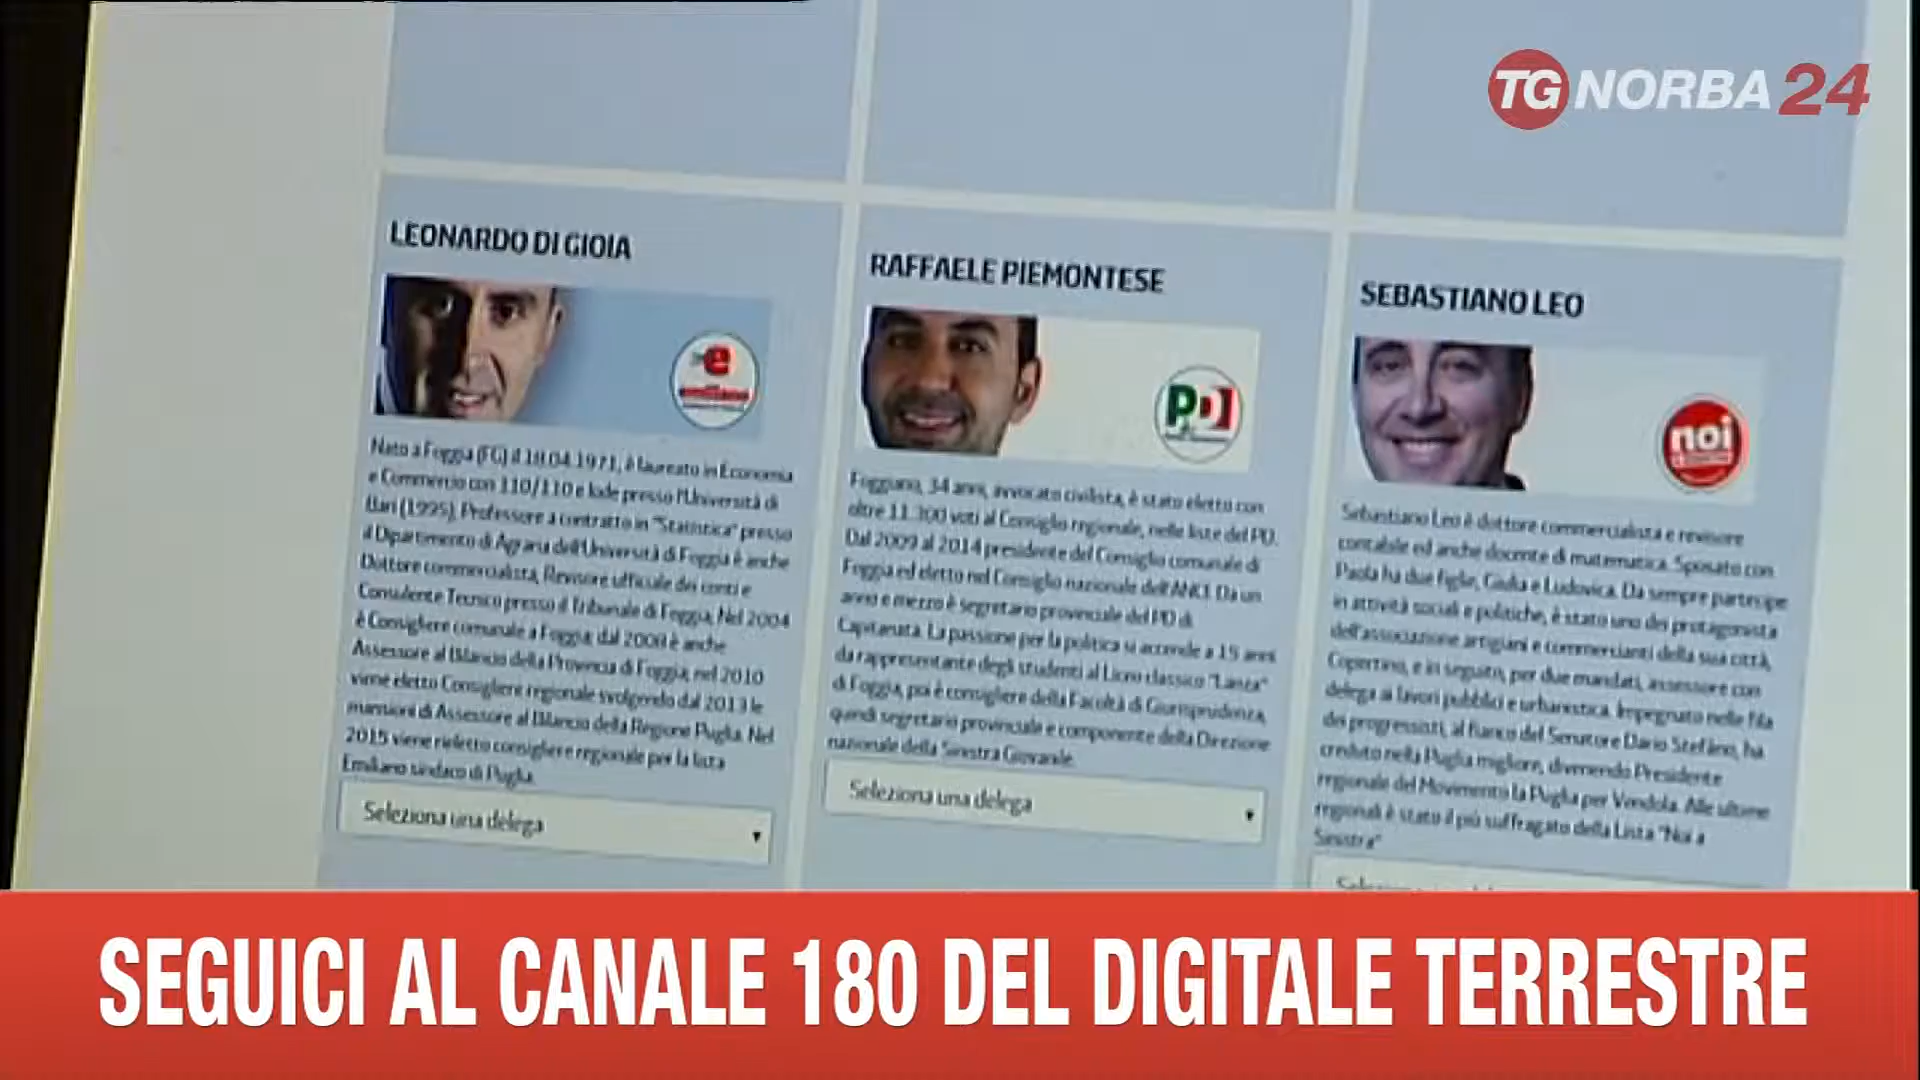 TG NORBA 24
LEONARDO DI GIOIA
e
emiliano
Nato a Foggia (FG) il 19.04.1971, è laureato in Economia
e Commercio con 110/110 e lode presso l'Università di
Bari (1995), Professore a contratto in "Statistica" presso
il Dipartimento di Agraria dell'Università di Foggia è anche
Dottore commercialista, Revisore ufficiale dei conti e
Consulente Tecnico presso il Tribunale di Foggia. Nel 2004
è Consigliere comunale a Foggia; dal 2008 è anche
Assessore al Bilancio della Provincia di Foggia; nel 2010
viene eletto Consigliere regionale svolgendo dal 2013 le
mansioni di Assessore al Bilancio della Regione Puglia. Nel
2015 viene rieletto consigliere regionale per la lista
Emiliano sindaco di Puglia.
Seleziona una delega
RAFFAELE PIEMONTESE
PD
Foggiano, 34 anni, avvocato civilista, è stato eletto con
oltre 11.300 voti al Consiglio regionale, nelle liste del PD.
Dal 2009 al 2014 presidente del Consiglio comunale di
Foggia ed eletto nel Consiglio nazionale dell'ANCI. Da un
anno e mezzo è segretario provinciale del PD di
Capitanata. La passione per la politica si accende a 15 anni
da rappresentante degli studenti al Liceo classico "Lanza"
di Foggia, poi è consigliere della Facoltà di Giurisprudenza,
quindi segretario provinciale e componente della Direzione
nazionale della Sinistra Giovanile.
Seleziona una delega
SEBASTIANO LEO
noi
Sebastiano Leo è dottore commercialista e revisore
contabile ed anche docente di matematica. Sposato con
Paola ha due figlie, Giulia e Ludovica. Da sempre partecipe
in attività sociali e politiche, è stato uno dei protagonista
dell'associazione artigiani e commercianti della sua città,
Copertino, e in seguito, per due mandati, assessore con
delega ai lavori pubblici e urbanistica. Impegnato nelle fila
dei progressisti, al fianco del Senatore Dario Stefàno, ha
creduto nella Puglia migliore, divenendo Presidente
regionale del Movimento la Puglia per Vendola. Alle ultime
regionali è stato il più suffragato della Lista "Noi a
Sinistra"
SEGUICI AL CANALE 180 DEL DIGITALE TERRESTRE